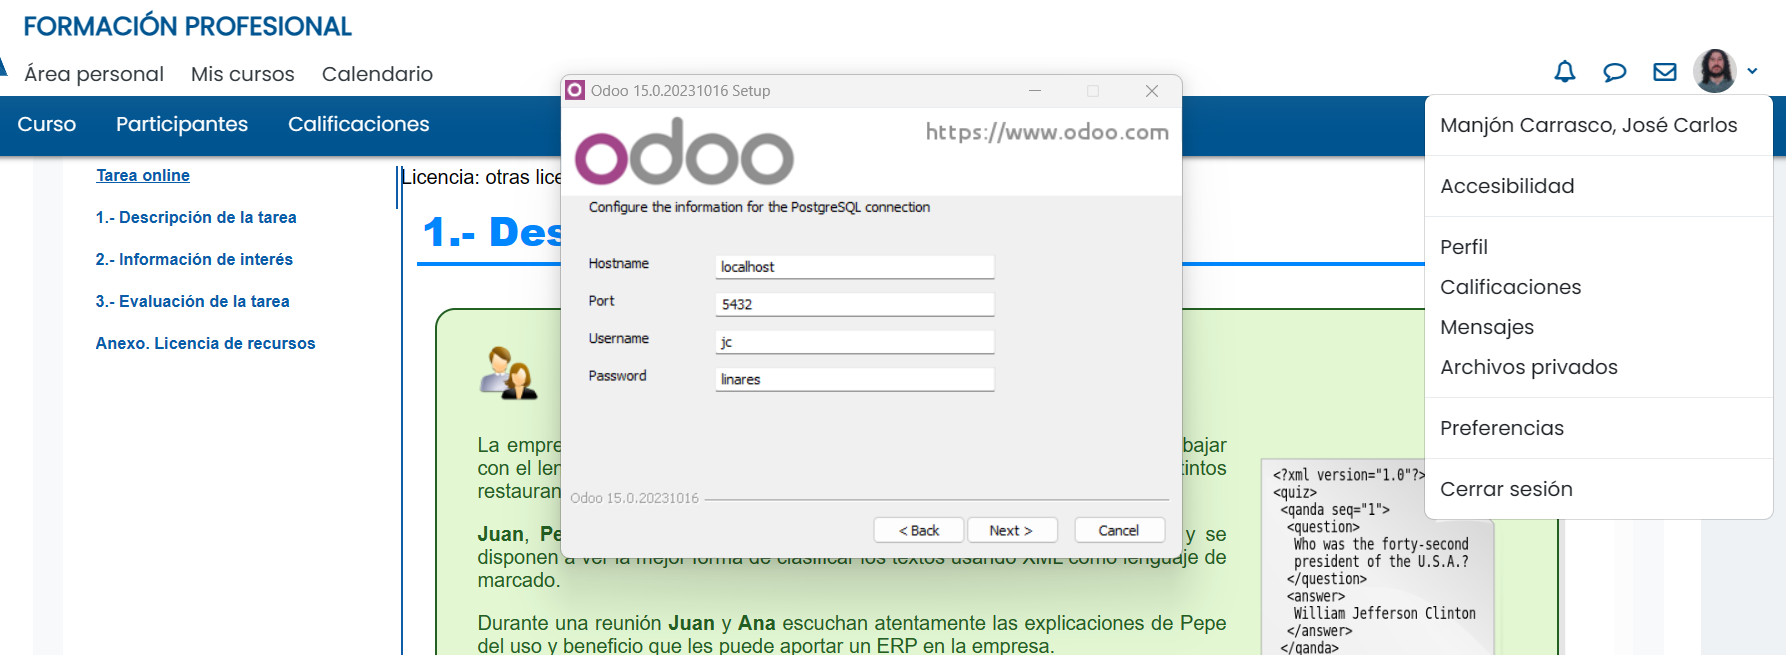 FORMACIÓN PROFESIONAL
Área personal Mis cursos Calendario
Curso Participantes Calificaciones
Tarea online
1.- Descripción de la tarea
2.- Información de interés
3.- Evaluación de la tarea
Anexo. Licencia de recursos
Licencia: otras lice
1.- Des
Odoo 15.0.20231016 Setup
odoo
https://www.odoo.com
Configure the information for the PostgreSQL connection
Hostname localhost
Port 5432
Username jc
Password linares
Odoo 15.0.20231016
< Back Next > Cancel
Manjón Carrasco, José Carlos
Accesibilidad
Perfil
Calificaciones
Mensajes
Archivos privados
Preferencias
Cerrar sesión
La empre bajar
con el len tintos
restauran
Juan, Pe y se
disponen a ver la mejor forma de clasificar los textos usando XML como lenguaje de
marcado.
Durante una reunión Juan y Ana escuchan atentamente las explicaciones de Pepe
del uso y beneficio que les puede aportar un ERP en la empresa.
<?xml version="1.0"?>
<quiz>
<qanda seq="1">
<question>
Who was the forty-second
president of the U.S.A.?
</question>
<answer>
William Jefferson Clinton
</answer>
</qanda>